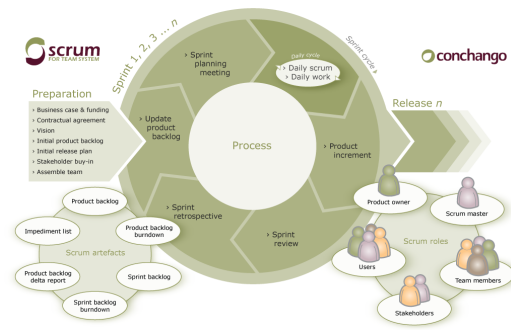 scrum
FOR TEAM SYSTEM
conchango
Sprint 1, 2, 3 ... n
Sprint cycle
Preparation
› Business case & funding
› Contractual agreement
› Vision
› Initial product backlog
› Initial release plan
› Stakeholder buy-in
› Assemble team
› Sprint
planning
meeting
Daily cycle
› Daily scrum
› Daily work
› Update
product
backlog
Process
› Product
increment
Release n
› Sprint
retrospective
› Sprint
review
Product backlog
Impediment list
Product backlog
burndown
Scrum artefacts
Product backlog
delta report
Sprint backlog
Sprint backlog
burndown
Product owner
Scrum master
Scrum roles
Users
Team members
Stakeholders